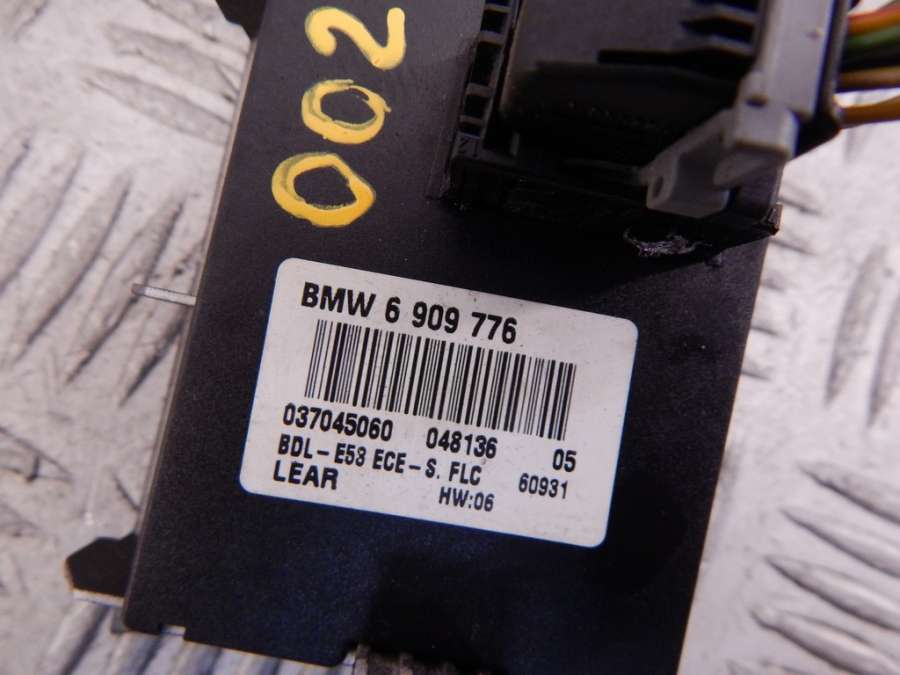 002
BMW 6 909 776
037045060 048136 05
BDL-E53 ECE-S. FLC 60931
LEAR HW:06